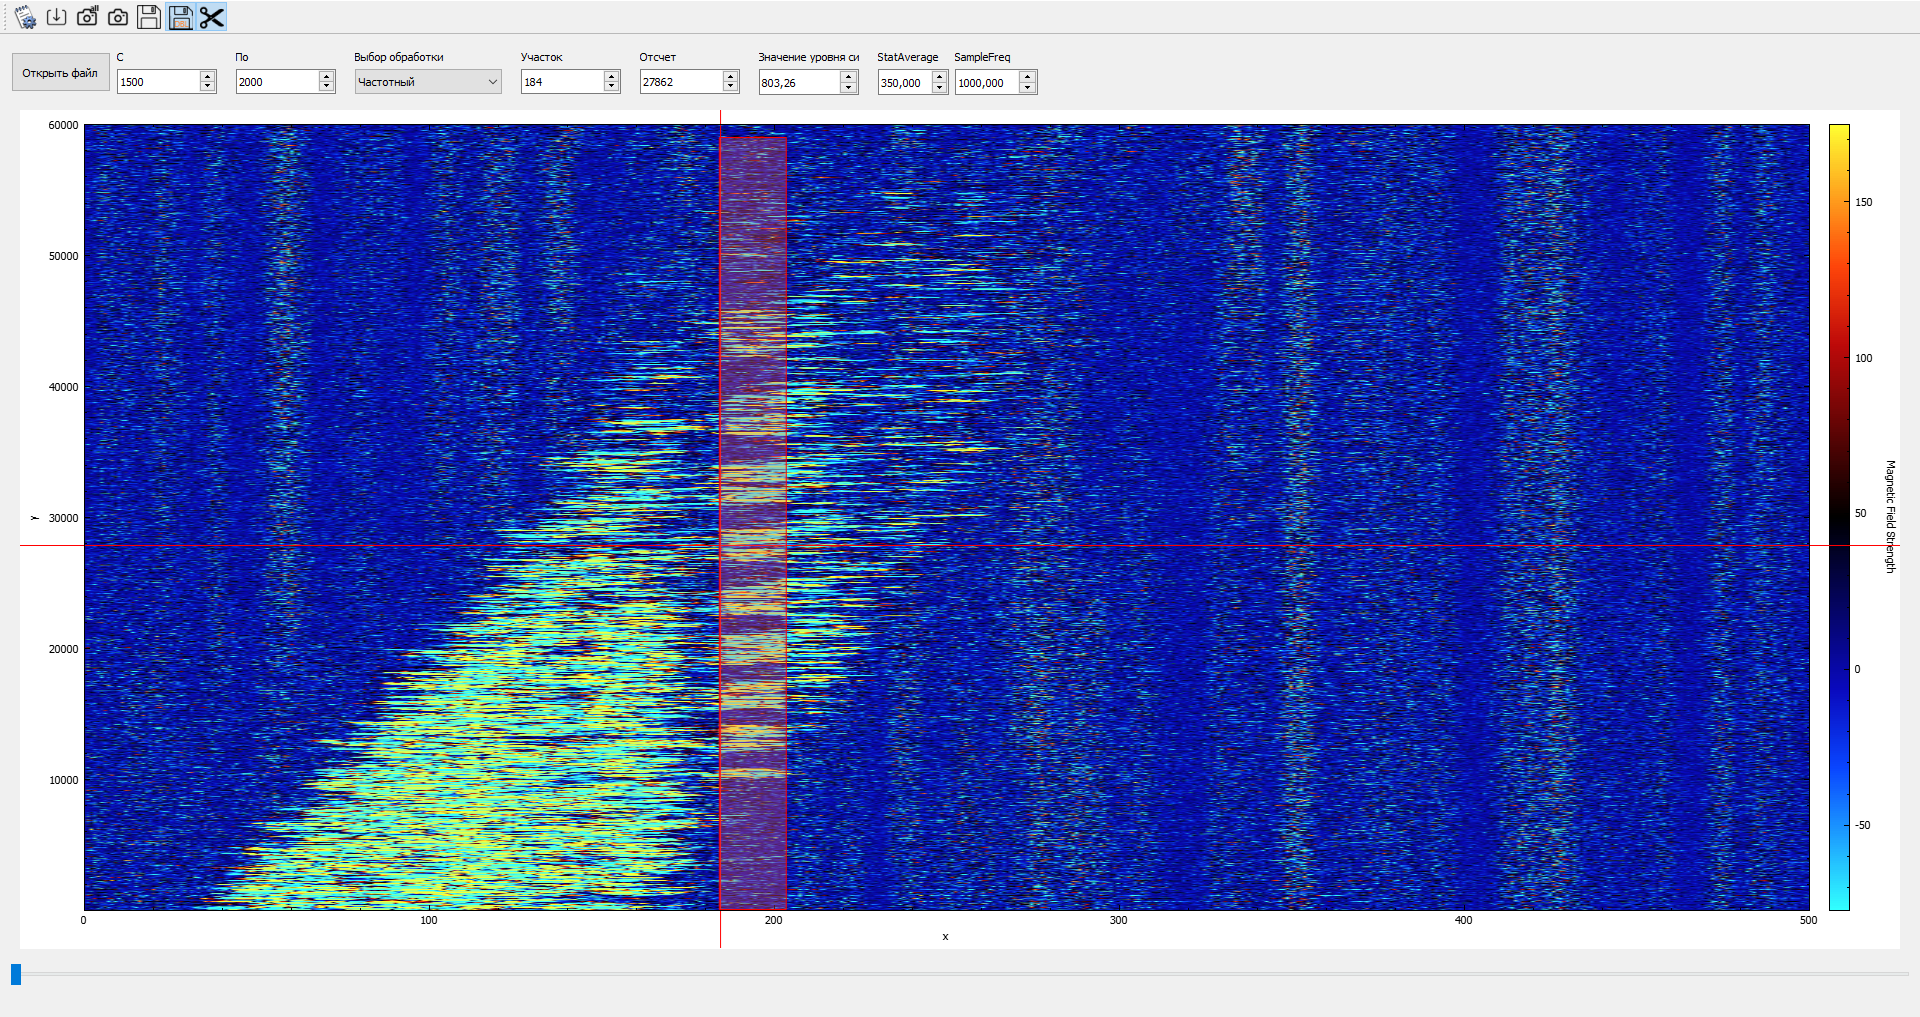 all
С По Выбор обработки Участок Отсчет Значение уровня си StatAverage SampleFreq
Открыть файл 1500 2000 Частотный 184 27862 803,26 350,000 1000,000
60000
50000
40000
30000
20000
10000
y
0 100 200 300 400 500
x
150
100
50
0
-50
Magnetic Field Strength